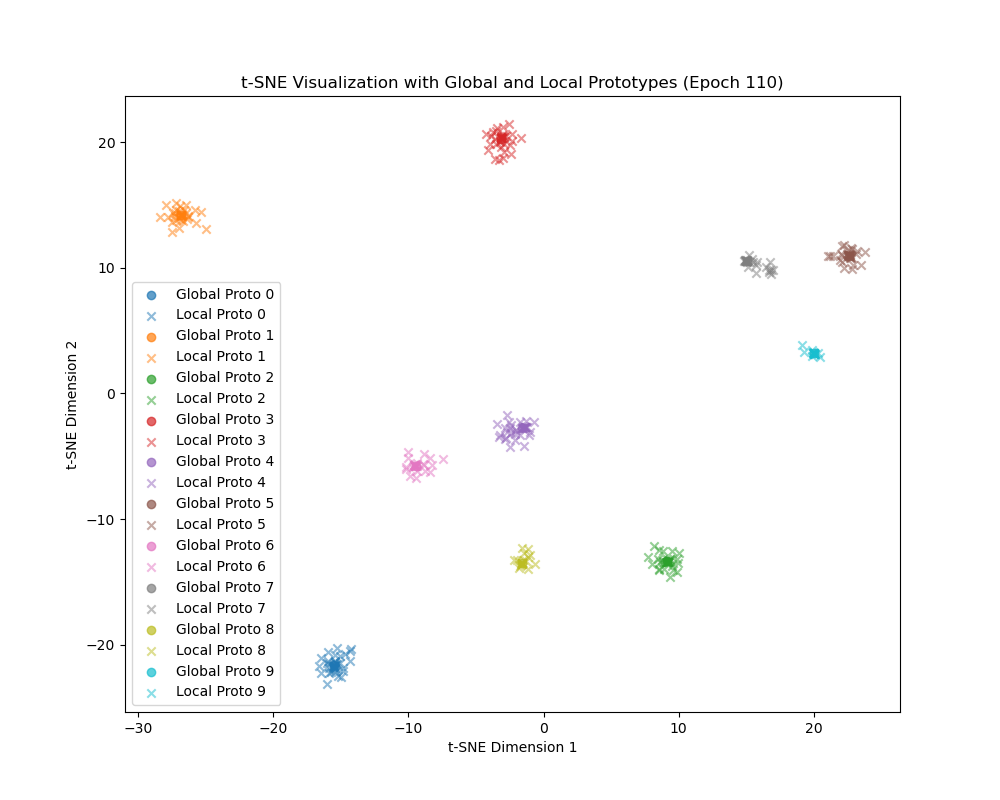 t-SNE Visualization with Global and Local Prototypes (Epoch 110)
t-SNE Dimension 2
20
10
0
−10
−20
Global Proto 0
Local Proto 0
Global Proto 1
Local Proto 1
Global Proto 2
Local Proto 2
Global Proto 3
Local Proto 3
Global Proto 4
Local Proto 4
Global Proto 5
Local Proto 5
Global Proto 6
Local Proto 6
Global Proto 7
Local Proto 7
Global Proto 8
Local Proto 8
Global Proto 9
Local Proto 9
−30 −20 −10 0 10 20
t-SNE Dimension 1